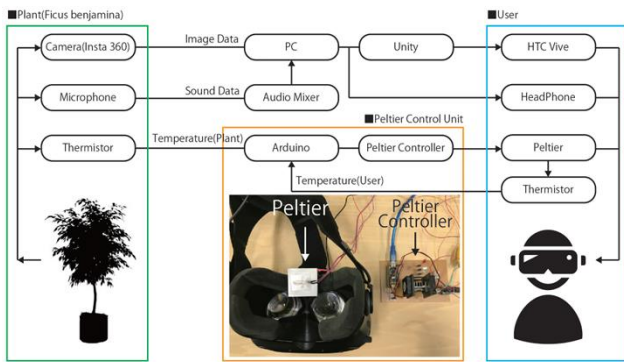 ■Plant(Ficus benjamina)
■User
Camera(Insta 360)
Image Data
PC
Unity
HTC Vive
Microphone
Sound Data
Audio Mixer
HeadPhone
■Peltier Control Unit
Thermistor
Temperature(Plant)
Arduino
Peltier Controller
Peltier
Temperature(User)
Thermistor
Peltier
Peltier
Controller